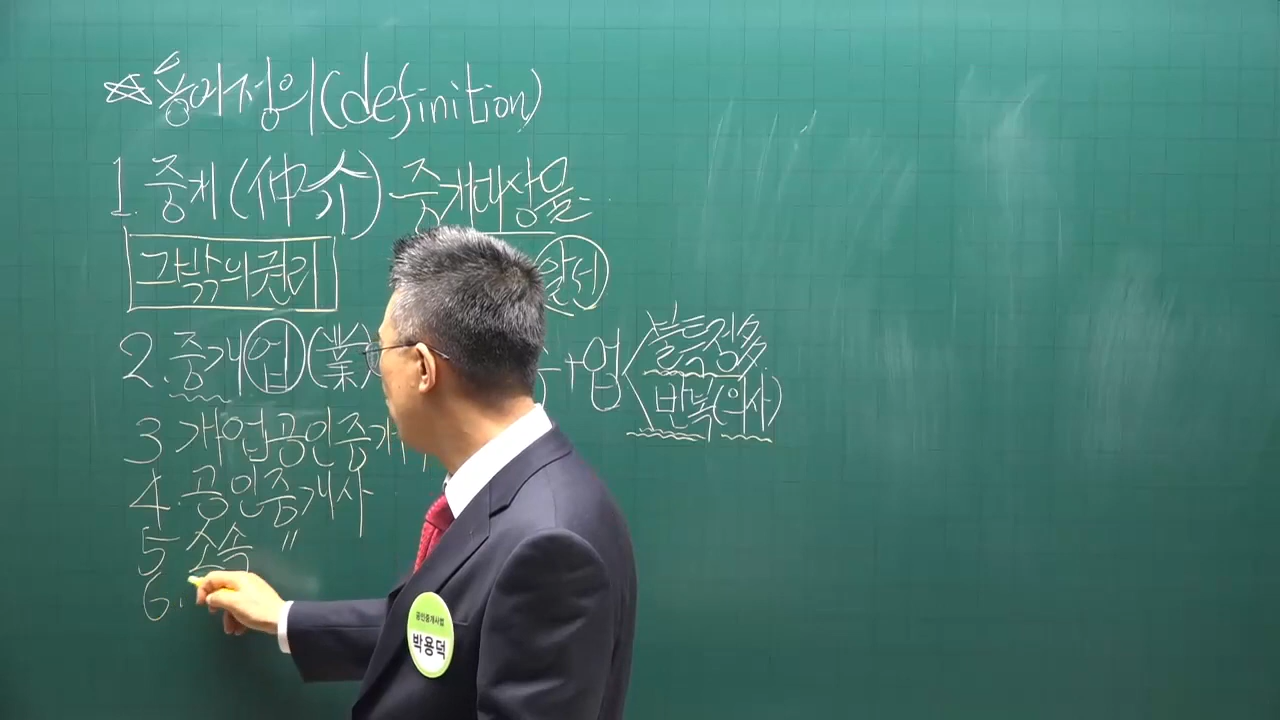 ☆용어정의(definition)
1. 중개(仲介) 중개대상물
그밖의권리 알선
2. 중개업(業) +업 불특정多
반복(의사)
3. 개업공인중개
4. 공인중개사
5 소속 〃
6.
공인중개사법
박용덕